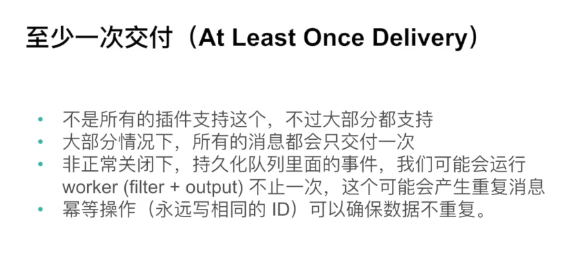 至少一次交付（At Least Once Delivery）
• 不是所有的插件支持这个，不过大部分都支持
• 大部分情况下，所有的消息都会只交付一次
• 非正常关闭下，持久化队列里面的事件，我们可能会运行
worker (filter + output) 不止一次，这个可能会产生重复消息
• 幂等操作（永远写相同的 ID）可以确保数据不重复。